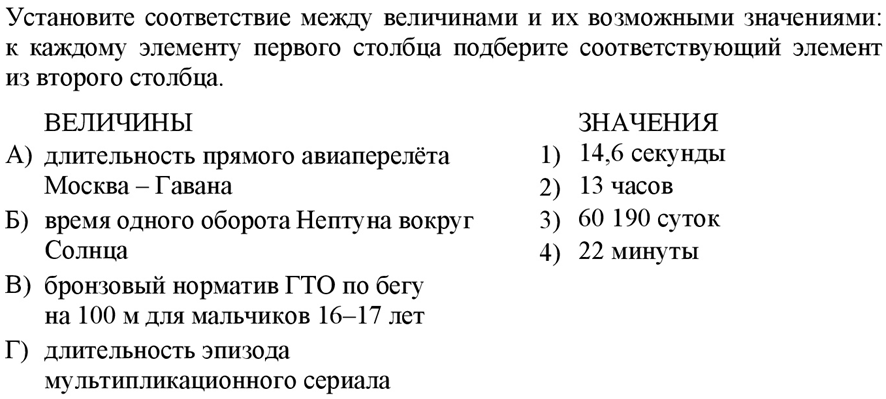 Установите соответствие между величинами и их возможными значениями:
к каждому элементу первого столбца подберите соответствующий элемент
из второго столбца.
ВЕЛИЧИНЫ
А) длительность прямого авиаперелёта
Москва – Гавана
Б) время одного оборота Нептуна вокруг
Солнца
В) бронзовый норматив ГТО по бегу
на 100 м для мальчиков 16–17 лет
Г) длительность эпизода
мультипликационного сериала
ЗНАЧЕНИЯ
1) 14,6 секунды
2) 13 часов
3) 60 190 суток
4) 22 минуты